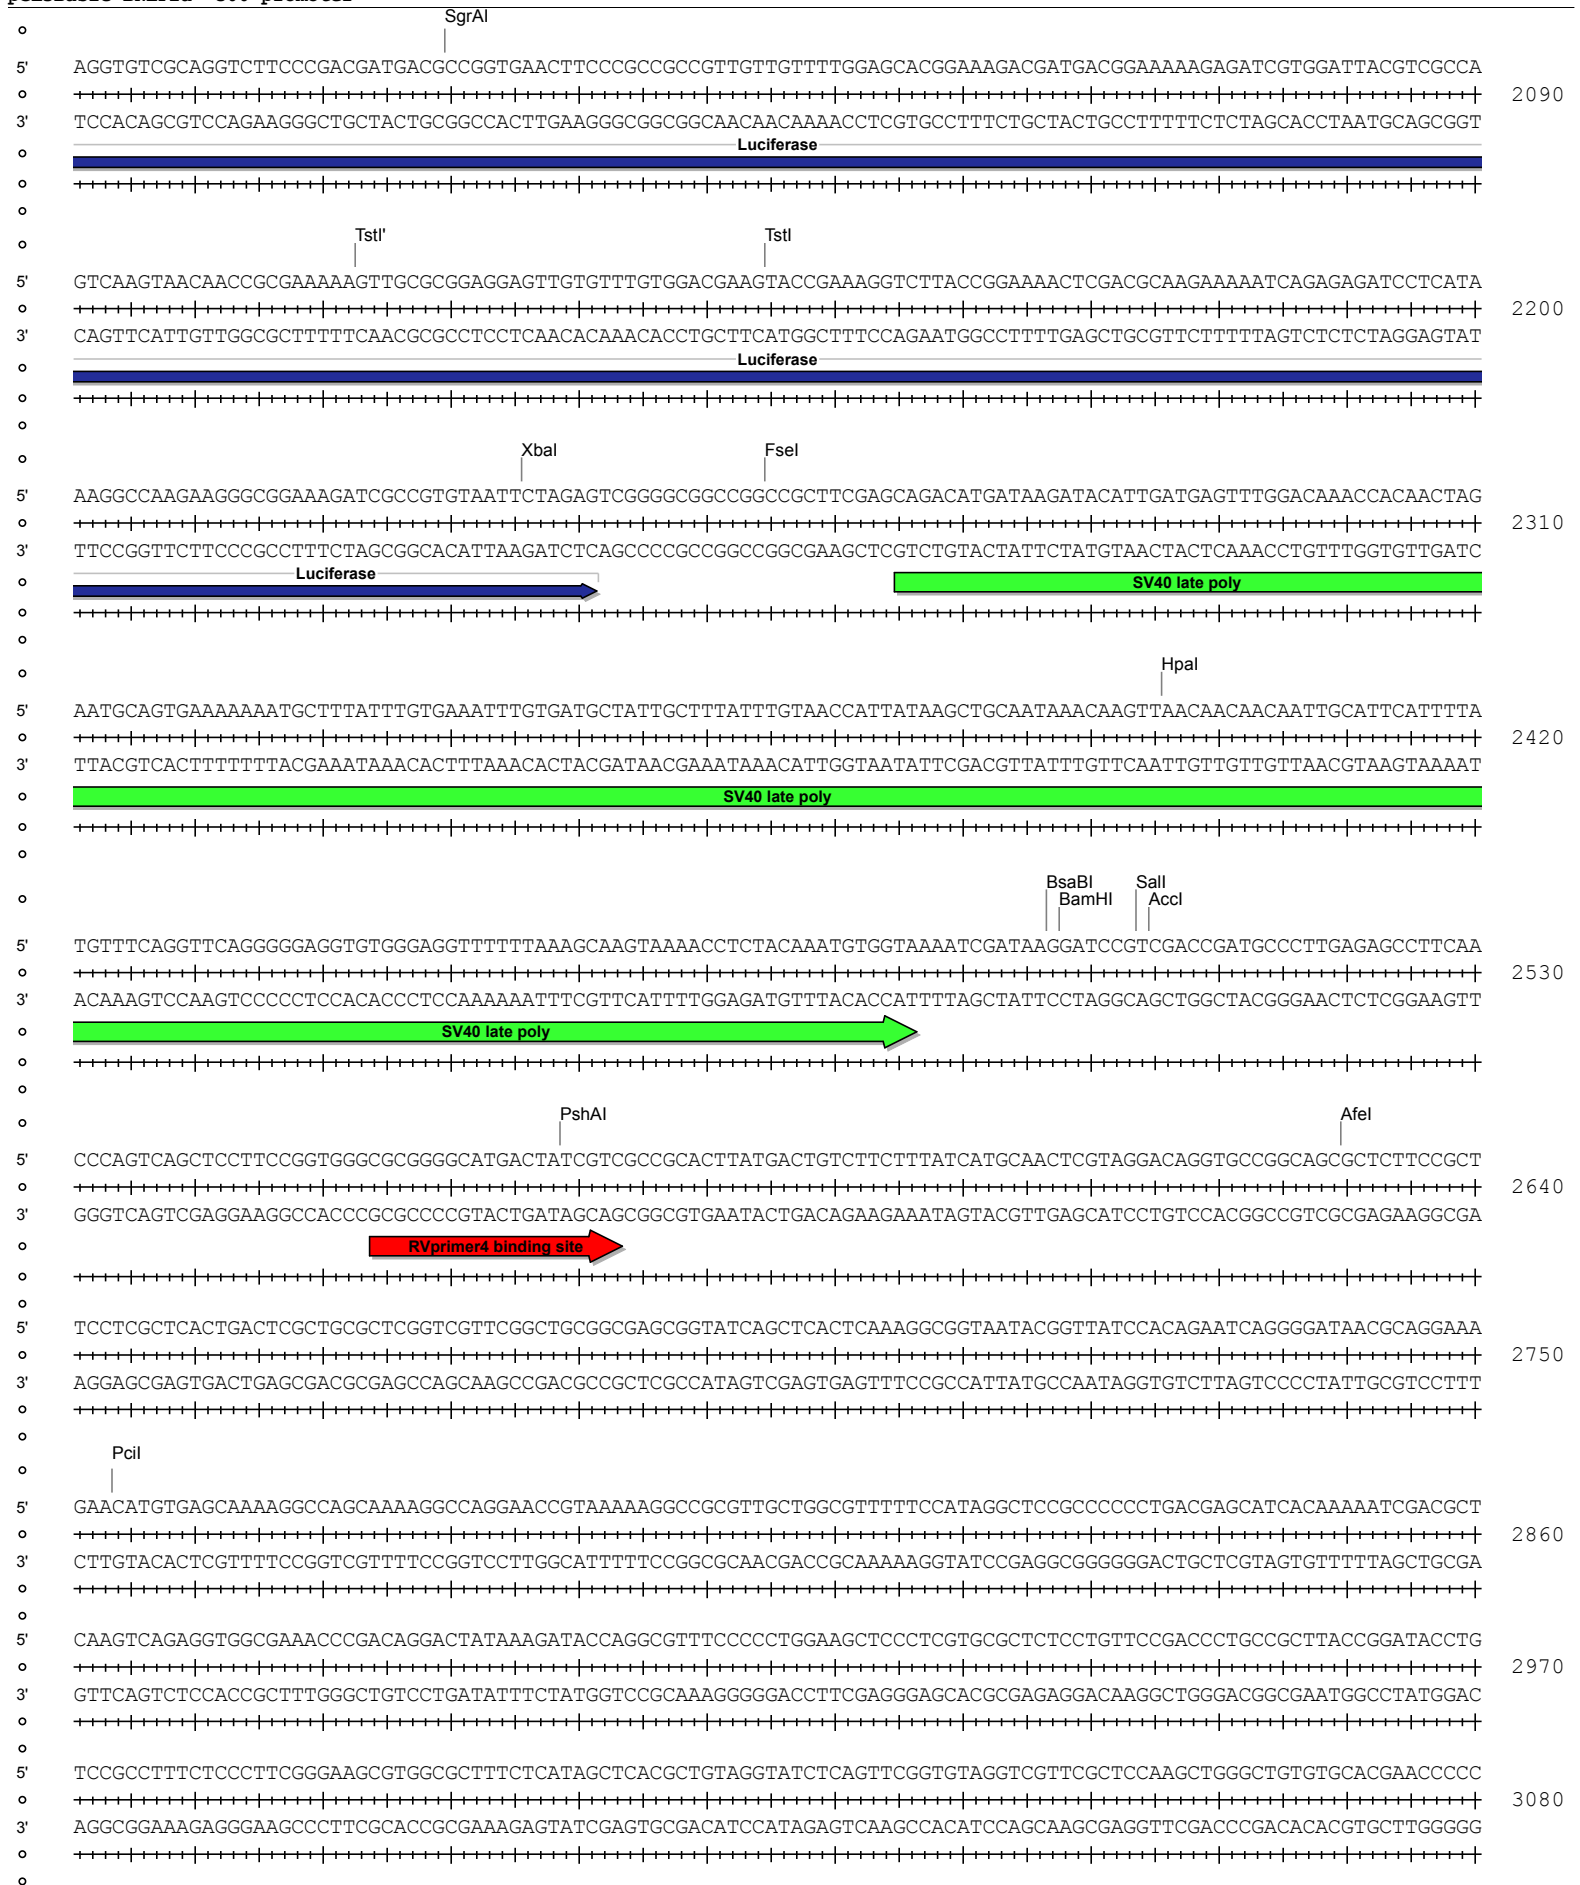 SgrAI
5' AGGTGTCGCAGGTCTTCCCGACGATGACGCCGGTGAACTTCCCGCCGCCGTTGTTGTTTTGGAGCACGGAAAGACGATGACGGAAAAAGAGATCGTGGATTACGTCGCCA
2090
3' TCCACAGCGTCCAGAAGGGCTGCTACTGCGGCCACTTGAAGGGCGGCGGCAACAACAAAACCTCGTGCCTTTCTGCTACTGCCTTTTTCTCTAGCACCTAATGCAGCGGT
Luciferase
TstI' TstI
5' GTCAAGTAACAACCGCGAAAAAGTTGCGCGGAGGAGTTGTGTTTGTGGACGAAGTACCGAAAGGTCTTACCGGAAAACTCGACGCAAGAAAAATCAGAGAGATCCTCATA
2200
3' CAGTTCATTGTTGGCGCTTTTTCAACGCGCCTCCTCAACACAAACACCTGCTTCATGGCTTTCCAGAATGGCCTTTTGAGCTGCGTTCTTTTTAGTCTCTCTAGGAGTAT
Luciferase
XbaI FseI
5' AAGGCCAAGAAGGGCGGAAAGATCGCCGTGTAATTCTAGAGTCGGGGCGGCCGGCCGCTTCGAGCAGACATGATAAGATACATTGATGAGTTTGGACAAACCACAACTAG
2310
3' TTCCGGTTCTTCCCGCCTTTCTAGCGGCACATTAAGATCTCAGCCCCGCCGGCCGGCGAAGCTCGTCTGTACTATTCTATGTAACTACTCAAACCTGTTTGGTGTTGATC
Luciferase SV40 late poly
HpaI
5' AATGCAGTGAAAAAAATGCTTTATTTGTGAAATTTGTGATGCTATTGCTTTATTTGTAACCATTATAAGCTGCAATAAACAAGTTAACAACAACAATTGCATTCATTTTA
2420
3' TTACGTCACTTTTTTTACGAAATAAACACTTTAAACACTACGATAACGAAATAAACATTGGTAATATTCGACGTTATTTGTTCAATTGTTGTTGTTAACGTAAGTAAAAT
SV40 late poly
BsaBI SalI
BamHI AccI
5' TGTTTCAGGTTCAGGGGGAGGTGTGGGAGGTTTTTTAAAGCAAGTAAAACCTCTACAAATGTGGTAAAATCGATAAGGATCCGTCGACCGATGCCCTTGAGAGCCTTCAA
2530
3' ACAAAGTCCAAGTCCCCCTCCACACCCTCCAAAAAATTTCGTTCATTTTGGAGATGTTTACACCATTTTAGCTATTCCTAGGCAGCTGGCTACGGGAACTCTCGGAAGTT
SV40 late poly
PshAI AfeI
5' CCCAGTCAGCTCCTTCCGGTGGGCGCGGGGCATGACTATCGTCGCCGCACTTATGACTGTCTTCTTTATCATGCAACTCGTAGGACAGGTGCCGGCAGCGCTCTTCCGCT
2640
3' GGGTCAGTCGAGGAAGGCCACCCGCGCCCCGTACTGATAGCAGCGGCGTGAATACTGACAGAAGAAATAGTACGTTGAGCATCCTGTCCACGGCCGTCGCGAGAAGGCGA
RVprimer4 binding site
5' TCCTCGCTCACTGACTCGCTGCGCTCGGTCGTTCGGCTGCGGCGAGCGGTATCAGCTCACTCAAAGGCGGTAATACGGTTATCCACAGAATCAGGGGATAACGCAGGAAA
2750
3' AGGAGCGAGTGACTGAGCGACGCGAGCCAGCAAGCCGACGCCGCTCGCCATAGTCGAGTGAGTTTCCGCCATTATGCCAATAGGTGTCTTAGTCCCCTATTGCGTCCTTT
PciI
5' GAACATGTGAGCAAAAGGCCAGCAAAAGGCCAGGAACCGTAAAAAGGCCGCGTTGCTGGCGTTTTTCCATAGGCTCCGCCCCCCTGACGAGCATCACAAAAATCGACGCT
2860
3' CTTGTACACTCGTTTTCCGGTCGTTTTCCGGTCCTTGGCATTTTTCCGGCGCAACGACCGCAAAAAGGTATCCGAGGCGGGGGGACTGCTCGTAGTGTTTTTAGCTGCGA
5' CAAGTCAGAGGTGGCGAAACCCGACAGGACTATAAAGATACCAGGCGTTTCCCCCTGGAAGCTCCCTCGTGCGCTCTCCTGTTCCGACCCTGCCGCTTACCGGATACCTG
2970
3' GTTCAGTCTCCACCGCTTTGGGCTGTCCTGATATTTCTATGGTCCGCAAAGGGGGACCTTCGAGGGAGCACGCGAGAGGACAAGGCTGGGACGGCGAATGGCCTATGGAC
5' TCCGCCTTTCTCCCTTCGGGAAGCGTGGCGCTTTCTCATAGCTCACGCTGTAGGTATCTCAGTTCGGTGTAGGTCGTTCGCTCCAAGCTGGGCTGTGTGCACGAACCCCC
3080
3' AGGCGGAAAGAGGGAAGCCCTTCGCACCGCGAAAGAGTATCGAGTGCGACATCCATAGAGTCAAGCCACATCCAGCAAGCGAGGTTCGACCCGACACACGTGCTTGGGGG